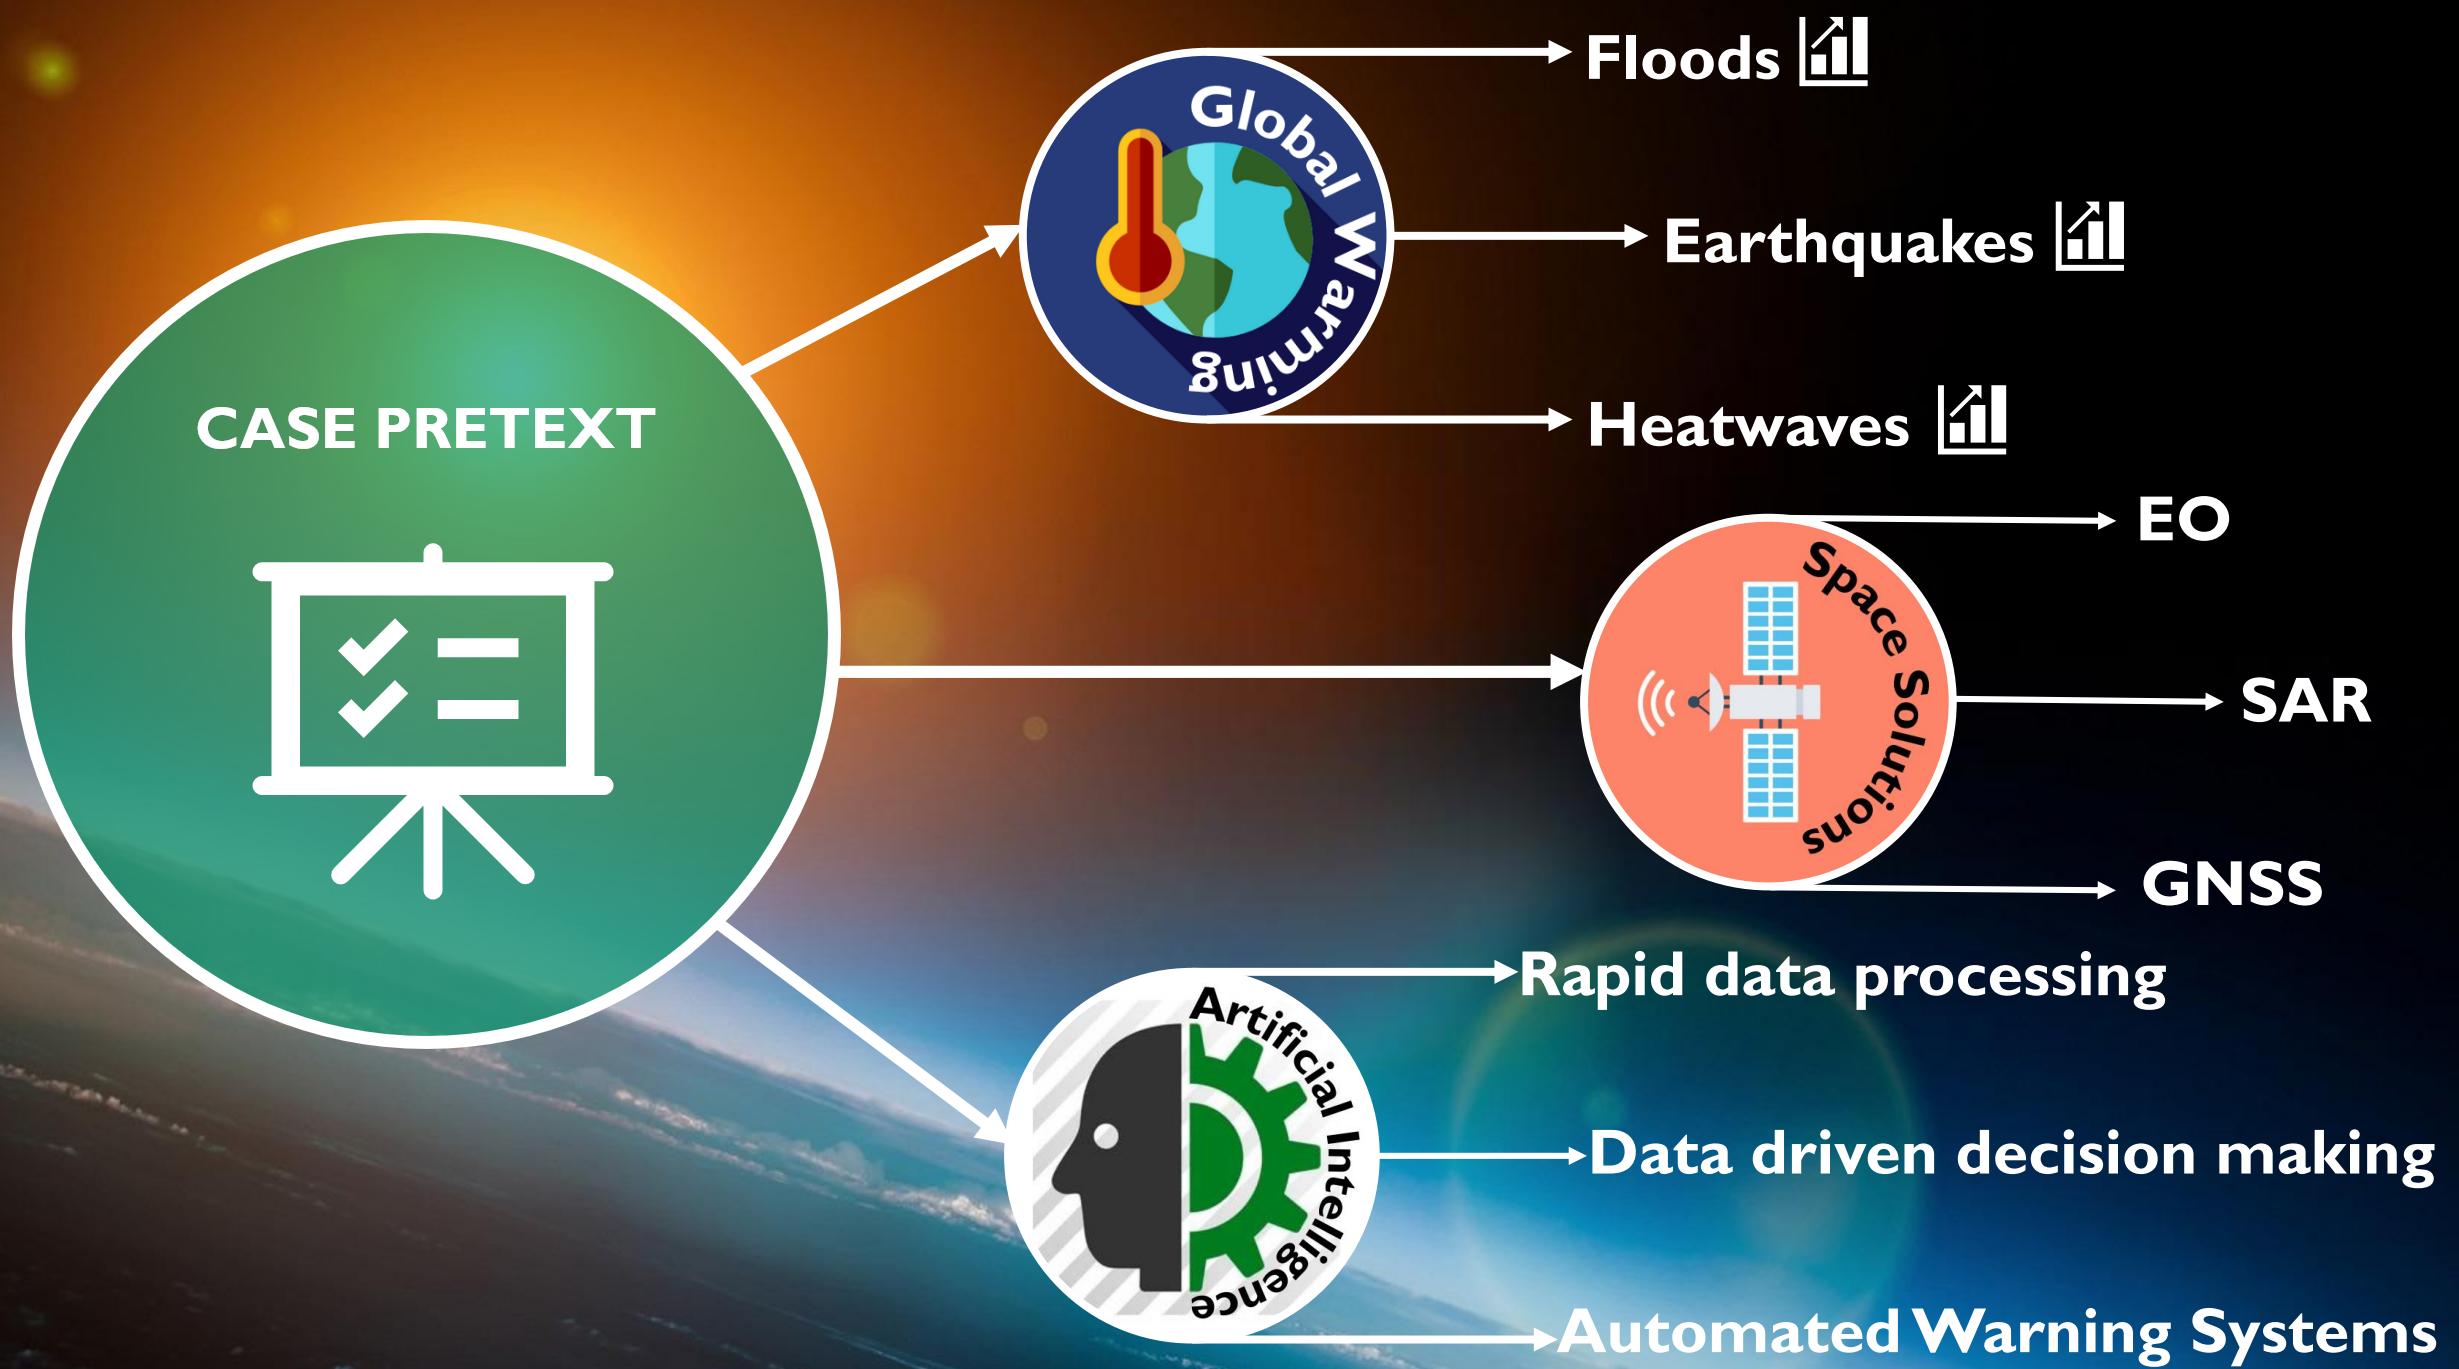 CASE PRETEXT
Global Warming
Floods
Earthquakes
Heatwaves
Space Solutions
EO
SAR
GNSS
Artificial Intelligence
Rapid data processing
Data driven decision making
Automated Warning Systems